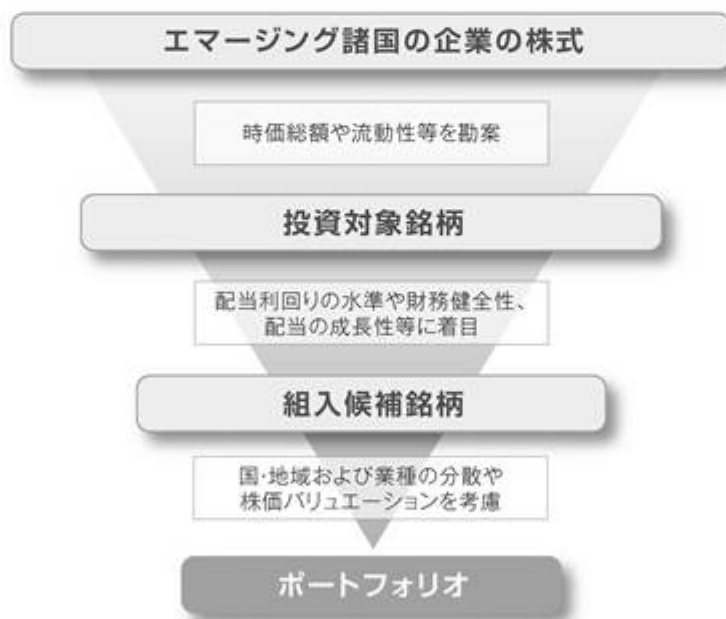 エマージング諸国の企業の株式
時価総額や流動性等を勘案
投資対象銘柄
配当利回りの水準や財務健全性、
配当の成長性等に着目
組入候補銘柄
国・地域および業種の分散や
株価バリュエーションを考慮
ポートフォリオ